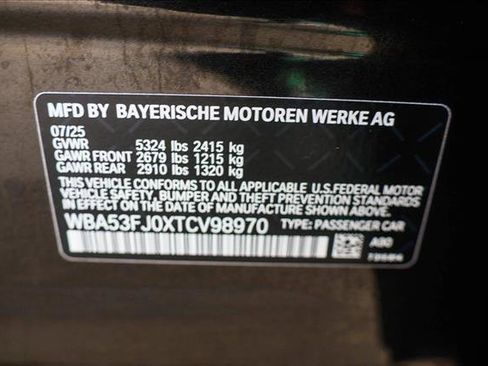 MFD BY BAYERISCHE MOTOREN WERKE AG
07/25
GVWR 5324 lbs 2415 kg
GAWR FRONT 2679 lbs 1215 kg
GAWR REAR 2910 lbs 1320 kg
THIS VEHICLE CONFORMS TO ALL APPLICABLE U.S.FEDERAL MOTOR
VEHICLE SAFETY, BUMPER AND THEFT PREVENTION STANDARDS
IN EFFECT ON THE DATE OF MANUFACTURE SHOWN ABOVE.
WBA53FJ0XTCV98970 TYPE: PASSENGER CAR